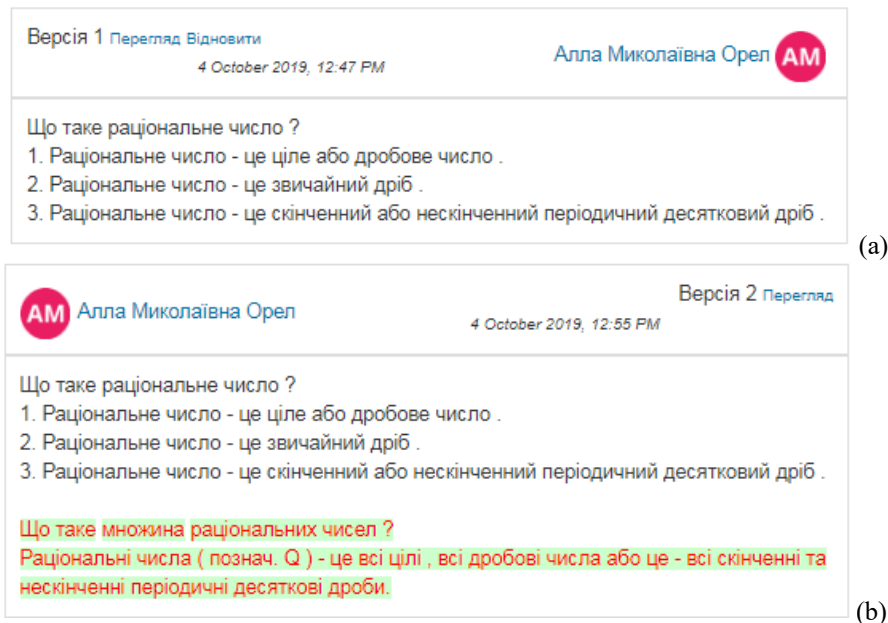 Версія 1 Перегляд Відновити
4 October 2019, 12:47 PM
Алла Миколаївна Орел AM
Що таке раціональне число ?
1. Раціональне число - це ціле або дробове число .
2. Раціональне число - це звичайний дріб .
3. Раціональне число - це скінченний або нескінченний періодичний десятковий дріб .
(a)
AM Алла Миколаївна Орел
Версія 2 Перегляд
4 October 2019, 12:55 PM
Що таке раціональне число ?
1. Раціональне число - це ціле або дробове число .
2. Раціональне число - це звичайний дріб .
3. Раціональне число - це скінченний або нескінченний періодичний десятковий дріб .
Що таке множина раціональних чисел ?
Раціональні числа ( познач. Q ) - це всі цілі , всі дробові числа або це - всі скінченні та
нескінченні періодичні десяткові дроби.
(b)